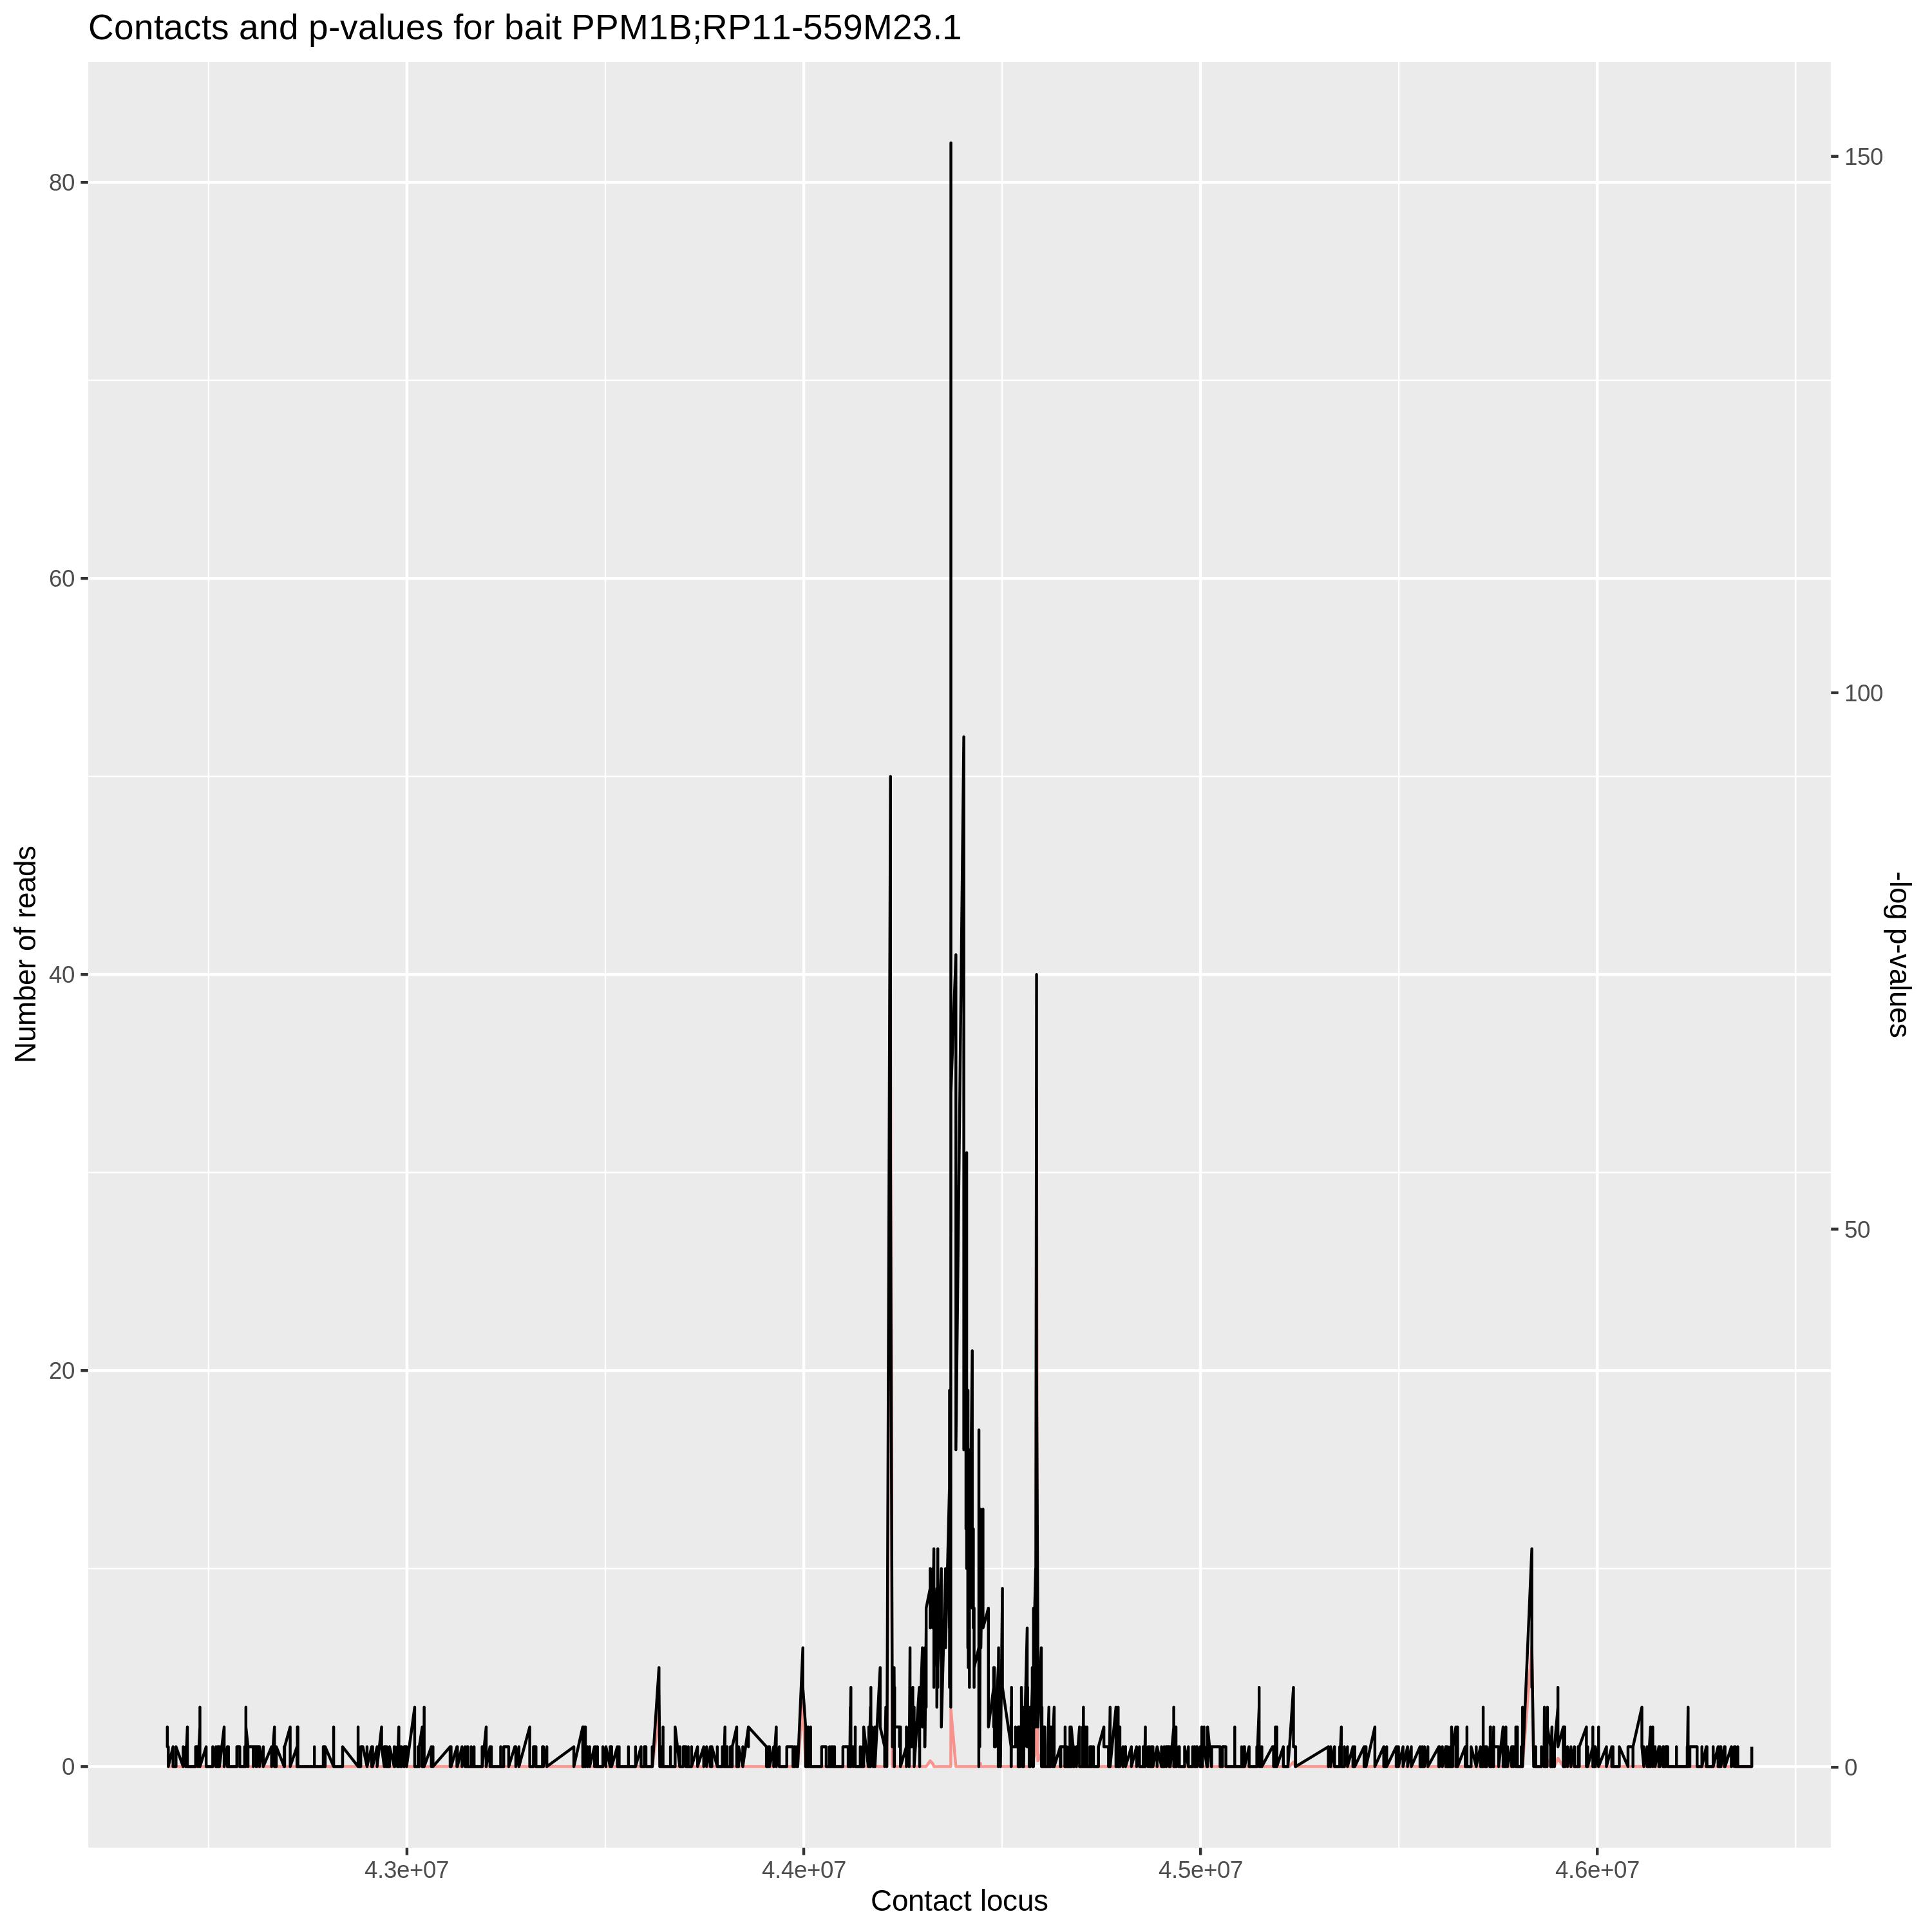 Contacts and p-values for bait PPM1B;RP11-559M23.1
80
60
40
20
0
Number of reads
150
100
50
0
-log p-values
4.3e+07
4.4e+07
4.5e+07
4.6e+07
Contact locus